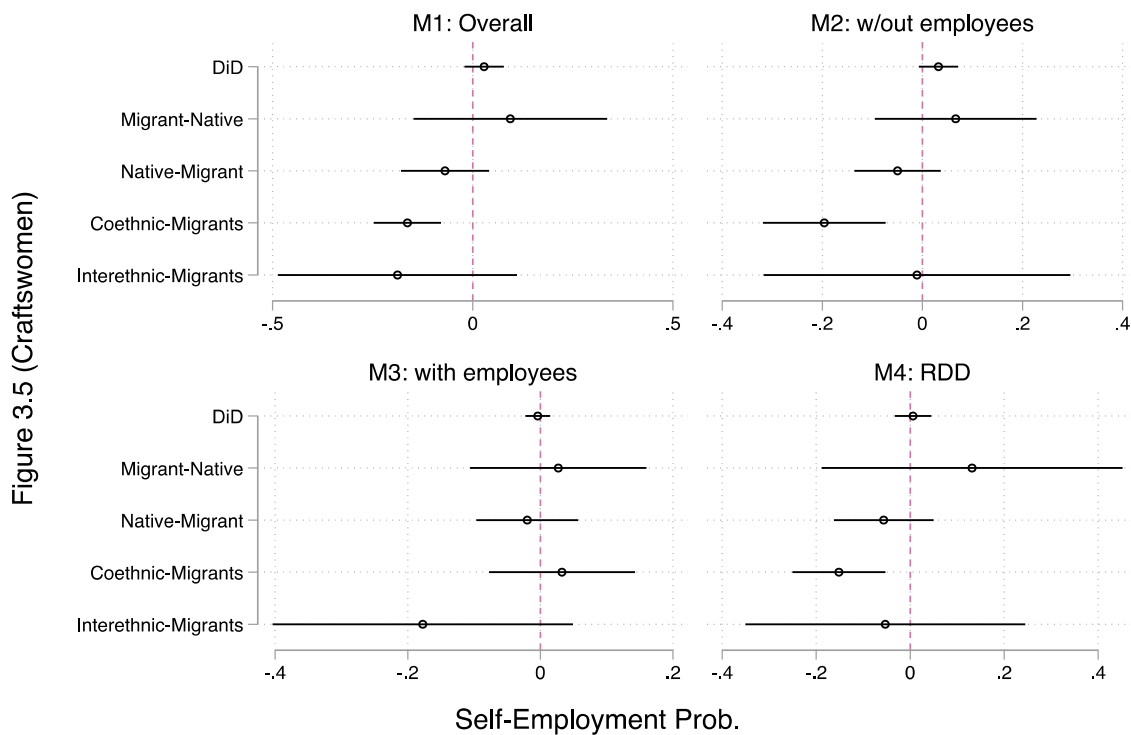 Figure 3.5 (Craftswomen)
M1: Overall
DiD
Migrant-Native
Native-Migrant
Coethnic-Migrants
Interethnic-Migrants
-.5 0 .5
M2: w/out employees
-.4 -.2 0 .2 .4
M3: with employees
DiD
Migrant-Native
Native-Migrant
Coethnic-Migrants
Interethnic-Migrants
-.4 -.2 0 .2
M4: RDD
-.4 -.2 0 .2 .4
Self-Employment Prob.